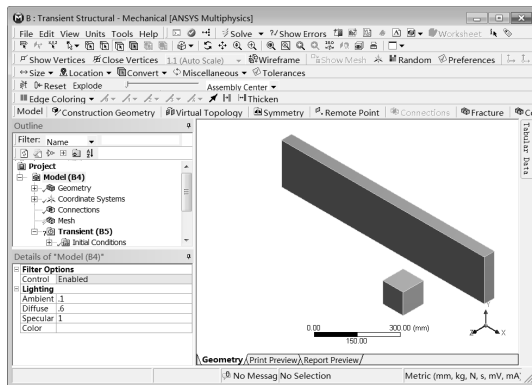 B : Transient Structural - Mechanical [ANSYS Multiphysics]
File Edit View Units Tools Help Solve ?/ Show Errors Worksheet
Show Vertices Close Vertices 1.1 (Auto Scale) Wireframe Show Mesh Random Preferences
Size Location Convert Miscellaneous Tolerances
Reset Explode Assembly Center
Edge Coloring Thicken
Model Construction Geometry Virtual Topology Symmetry Remote Point Connections Fracture
Outline
Filter: Name
Project
Model (B4)
Geometry
Coordinate Systems
Connections
Mesh
Transient (B5)
Initial Conditions
Details of "Model (B4)"
Filter Options
Control Enabled
Lighting
Ambient .1
Diffuse .6
Specular 1
Color
Tabular Data
0.00 300.00 (mm)
150.00
Y
Z X
Geometry Print Preview Report Preview
No Messag No Selection Metric (mm, kg, N, s, mV, mA